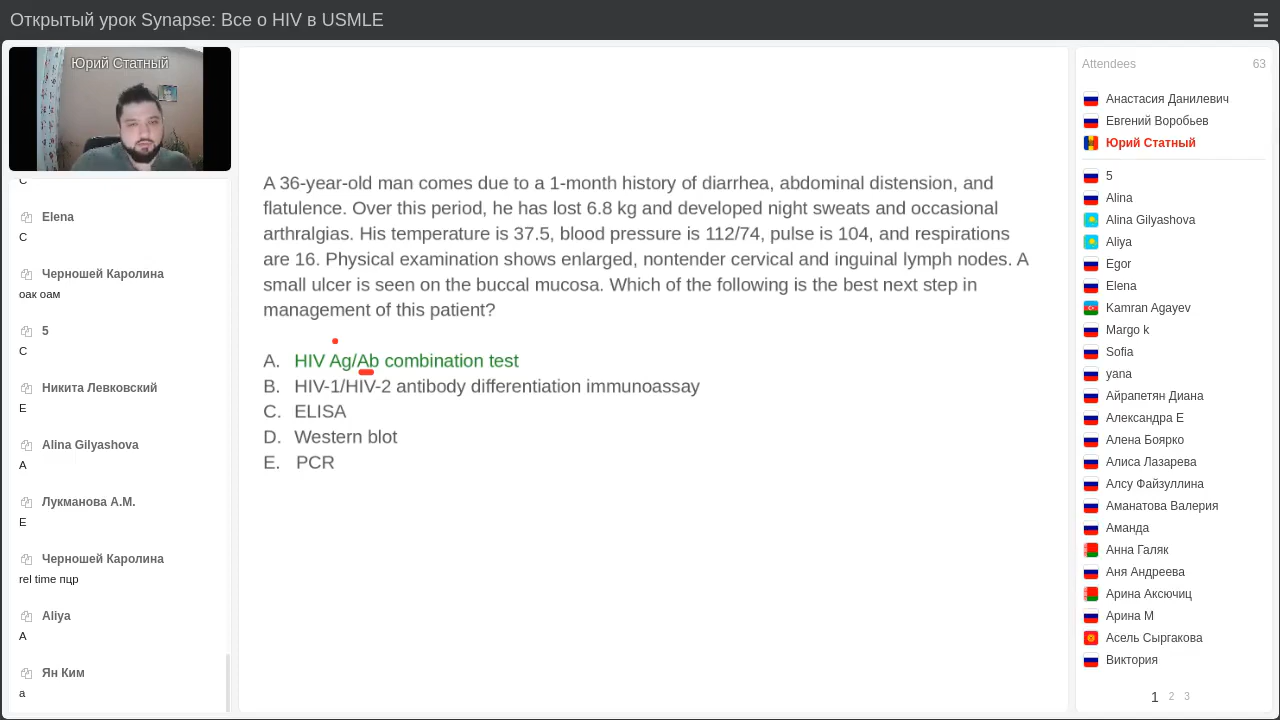 Открытый урок Synapse: Все о HIV в USMLE
Юрий Статный
C
Elena
C
Черношей Каролина
оак оам
5
C
Никита Левковский
E
Alina Gilyashova
A
Лукманова А.М.
E
Черношей Каролина
rel time пцр
Aliya
A
Ян Ким
а
A 36-year-old man comes due to a 1-month history of diarrhea, abdominal distension, and
flatulence. Over this period, he has lost 6.8 kg and developed night sweats and occasional
arthralgias. His temperature is 37.5, blood pressure is 112/74, pulse is 104, and respirations
are 16. Physical examination shows enlarged, nontender cervical and inguinal lymph nodes. A
small ulcer is seen on the buccal mucosa. Which of the following is the best next step in
management of this patient?
A. HIV Ag/Ab combination test
B. HIV-1/HIV-2 antibody differentiation immunoassay
C. ELISA
D. Western blot
E. PCR
Attendees 63
Анастасия Данилевич
Евгений Воробьев
Юрий Статный
5
Alina
Alina Gilyashova
Aliya
Egor
Elena
Kamran Agayev
Margo k
Sofia
yana
Айрапетян Диана
Александра Е
Алена Боярко
Алиса Лазарева
Алсу Файзуллина
Аманатова Валерия
Аманда
Анна Галяк
Аня Андреева
Арина Аксючиц
Арина М
Асель Сыргакова
Виктория
1 2 3